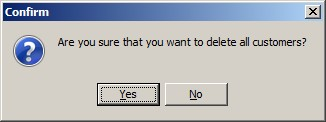 Confirm
Are you sure that you want to delete all customers?
Yes
No